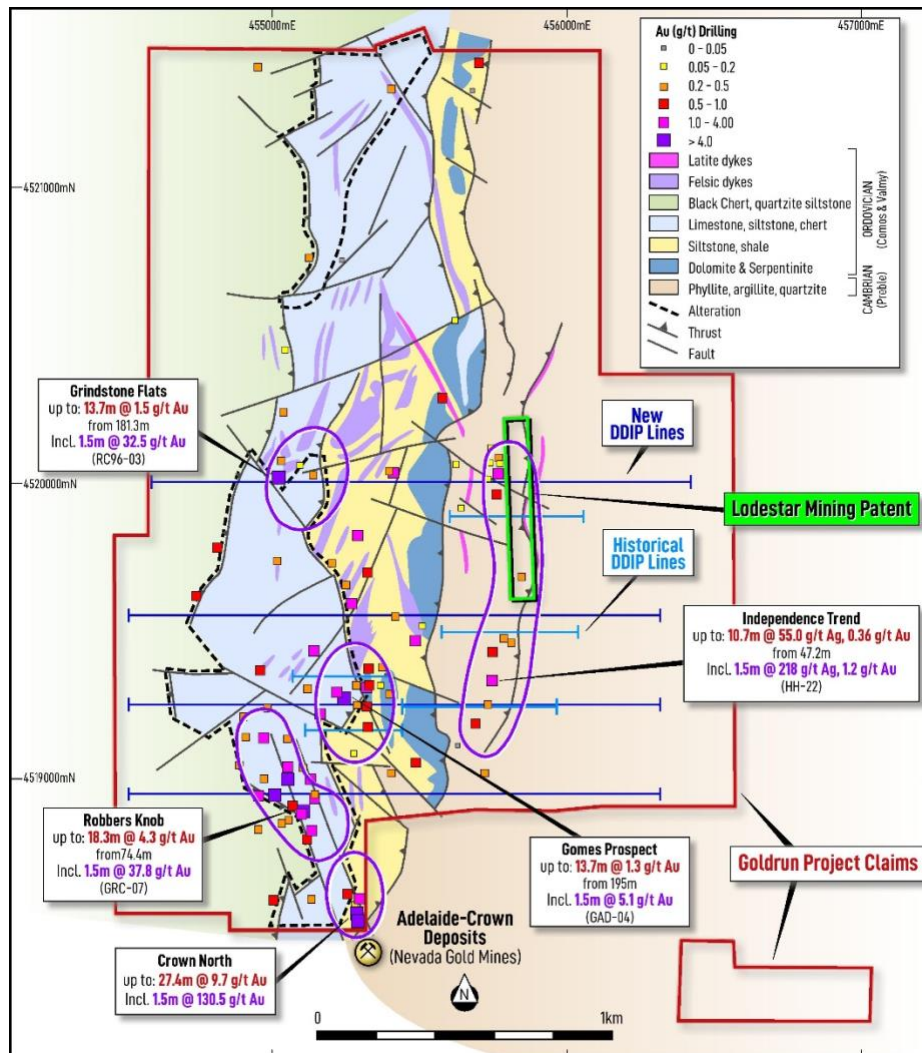 455000mE
456000mE
457000mE
4521000mN
4520000mN
4519000mN
Au (g/t) Drilling
0 – 0.05
0.05 – 0.2
0.2 – 0.5
0.5 – 1.0
1.0 – 4.00
> 4.0
Latite dykes
Felsic dykes
Black Chert, quartzite siltstone
Limestone, siltstone, chert
Siltstone, shale
Dolomite & Serpentinite
Phyllite, argillite, quartzite
Alteration
Thrust
Fault
ORDOVICIAN
(Comos & Valmy)
CAMBRIAN
(Preble)
Grindstone Flats
up to: 13.7m @ 1.5 g/t Au
from 181.3m
Incl. 1.5m @ 32.5 g/t Au
(RC96-03)
New
DDIP Lines
Lodestar Mining Patent
Historical
DDIP Lines
Independence Trend
up to: 10.7m @ 55.0 g/t Ag, 0.36 g/t Au
from 47.2m
Incl. 1.5m @ 218 g/t Ag, 1.2 g/t Au
(HH-22)
Robbers Knob
up to: 18.3m @ 4.3 g/t Au
from74.4m
Incl. 1.5m @ 37.8 g/t Au
(GRC-07)
Gomes Prospect
up to: 13.7m @ 1.3 g/t Au
from 195m
Incl. 1.5m @ 5.1 g/t Au
(GAD-04)
Goldrun Project Claims
Crown North
up to: 27.4m @ 9.7 g/t Au
Incl. 1.5m @ 130.5 g/t Au
Adelaide-Crown
Deposits
(Nevada Gold Mines)
N
0
1km